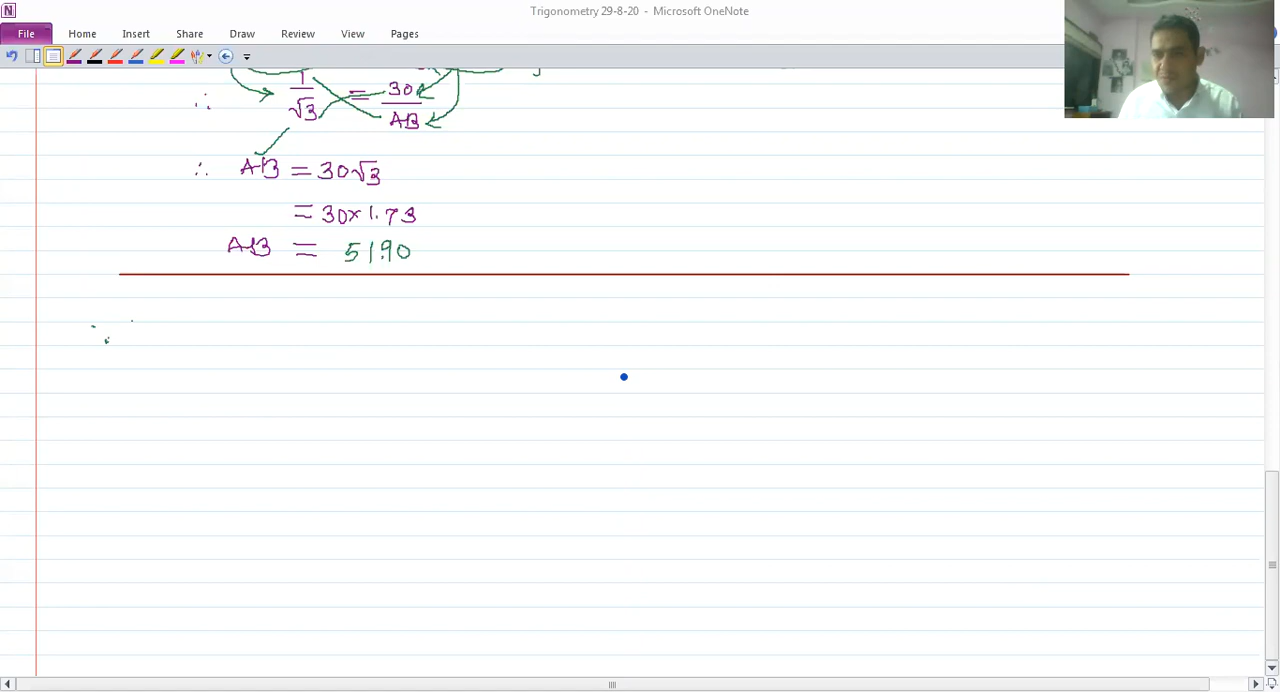 Trigonometry 29-8-20 - Microsoft OneNote
File Home Insert Share Draw Review View Pages
∴ 1/√3 = 30/AB
∴ AB = 30√3
= 30×1.73
AB = 51.90